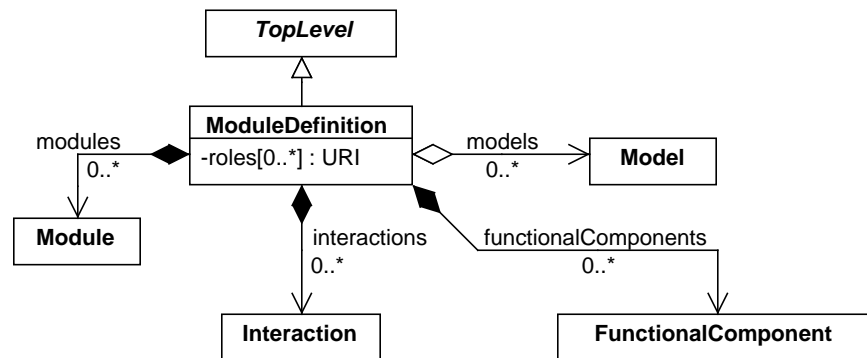 TopLevel
ModuleDefinition
-roles[0..*] : URI
modules
0..*
models
0..*
Model
Module
interactions
0..*
functionalComponents
0..*
Interaction
FunctionalComponent